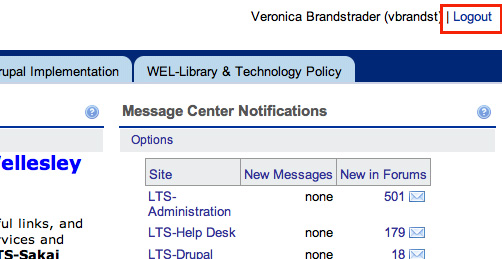 Veronica Brandstrader (vbrandst) | Logout
rupal Implementation WEL-Library & Technology Policy
Message Center Notifications
Options
ellesley
ful links, and
rvices and
TS-Sakai
Site New Messages New in Forums
LTS-Administration none 501
LTS-Help Desk none 179
LTS-Drupal none 18